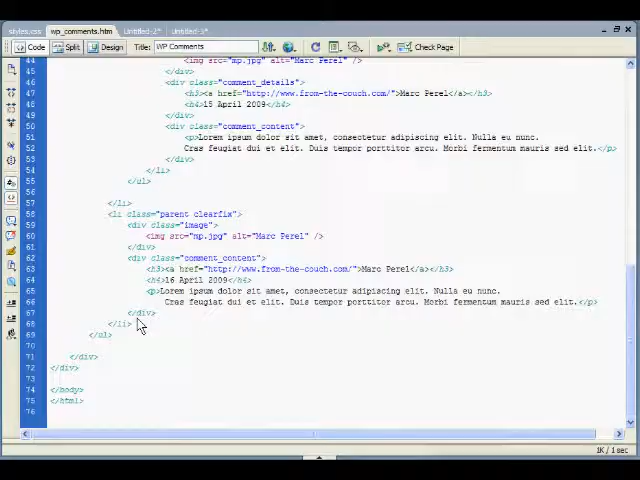 styles.css wp_comments.htm Untitled-2* Untitled-3*
Code Split Design Title: WP Comments Check Page
44 <img src="mp.jpg" alt="Marc Perel" />
45 </div>
46 <div class="comment_details">
47 <h3><a href="http://www.from-the-couch.com/">Marc Perel</a></h3>
48 <h4>15 April 2009</h4>
49 </div>
50 <div class="comment_content">
51 <p>Lorem ipsum dolor sit amet, consectetur adipiscing elit. Nulla eu nunc.
52 Cras feugiat dui et elit. Duis tempor porttitor arcu. Morbi fermentum mauris sed elit.</p>
53 </div>
54 </li>
55 </ul>
56
57 </li>
58 <li class="parent clearfix">
59 <div class="image">
60 <img src="mp.jpg" alt="Marc Perel" />
61 </div>
62 <div class="comment_content">
63 <h3><a href="http://www.from-the-couch.com/">Marc Perel</a></h3>
64 <h4>16 April 2009</h4>
65 <p>Lorem ipsum dolor sit amet, consectetur adipiscing elit. Nulla eu nunc.
66 Cras feugiat dui et elit. Duis tempor porttitor arcu. Morbi fermentum mauris sed elit.</p>
67 </div>
68 </li>
69 </ul>
70
71 </div>
72 </div>
73
74 </body>
75 </html>
76
1K / 1 sec